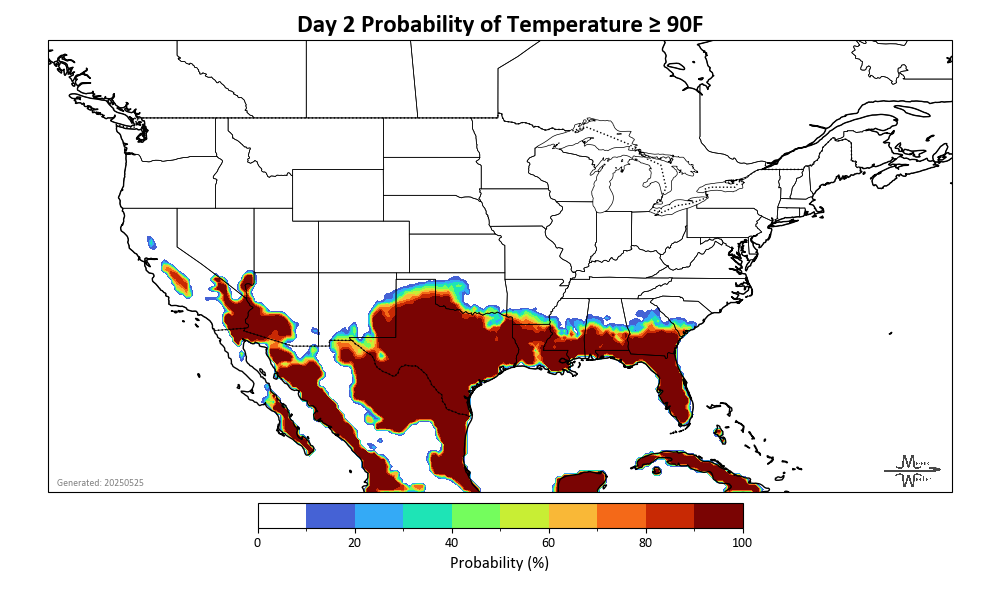 Day 2 Probability of Temperature ≥ 90F
Generated: 20250525
0 20 40 60 80 100
Probability (%)